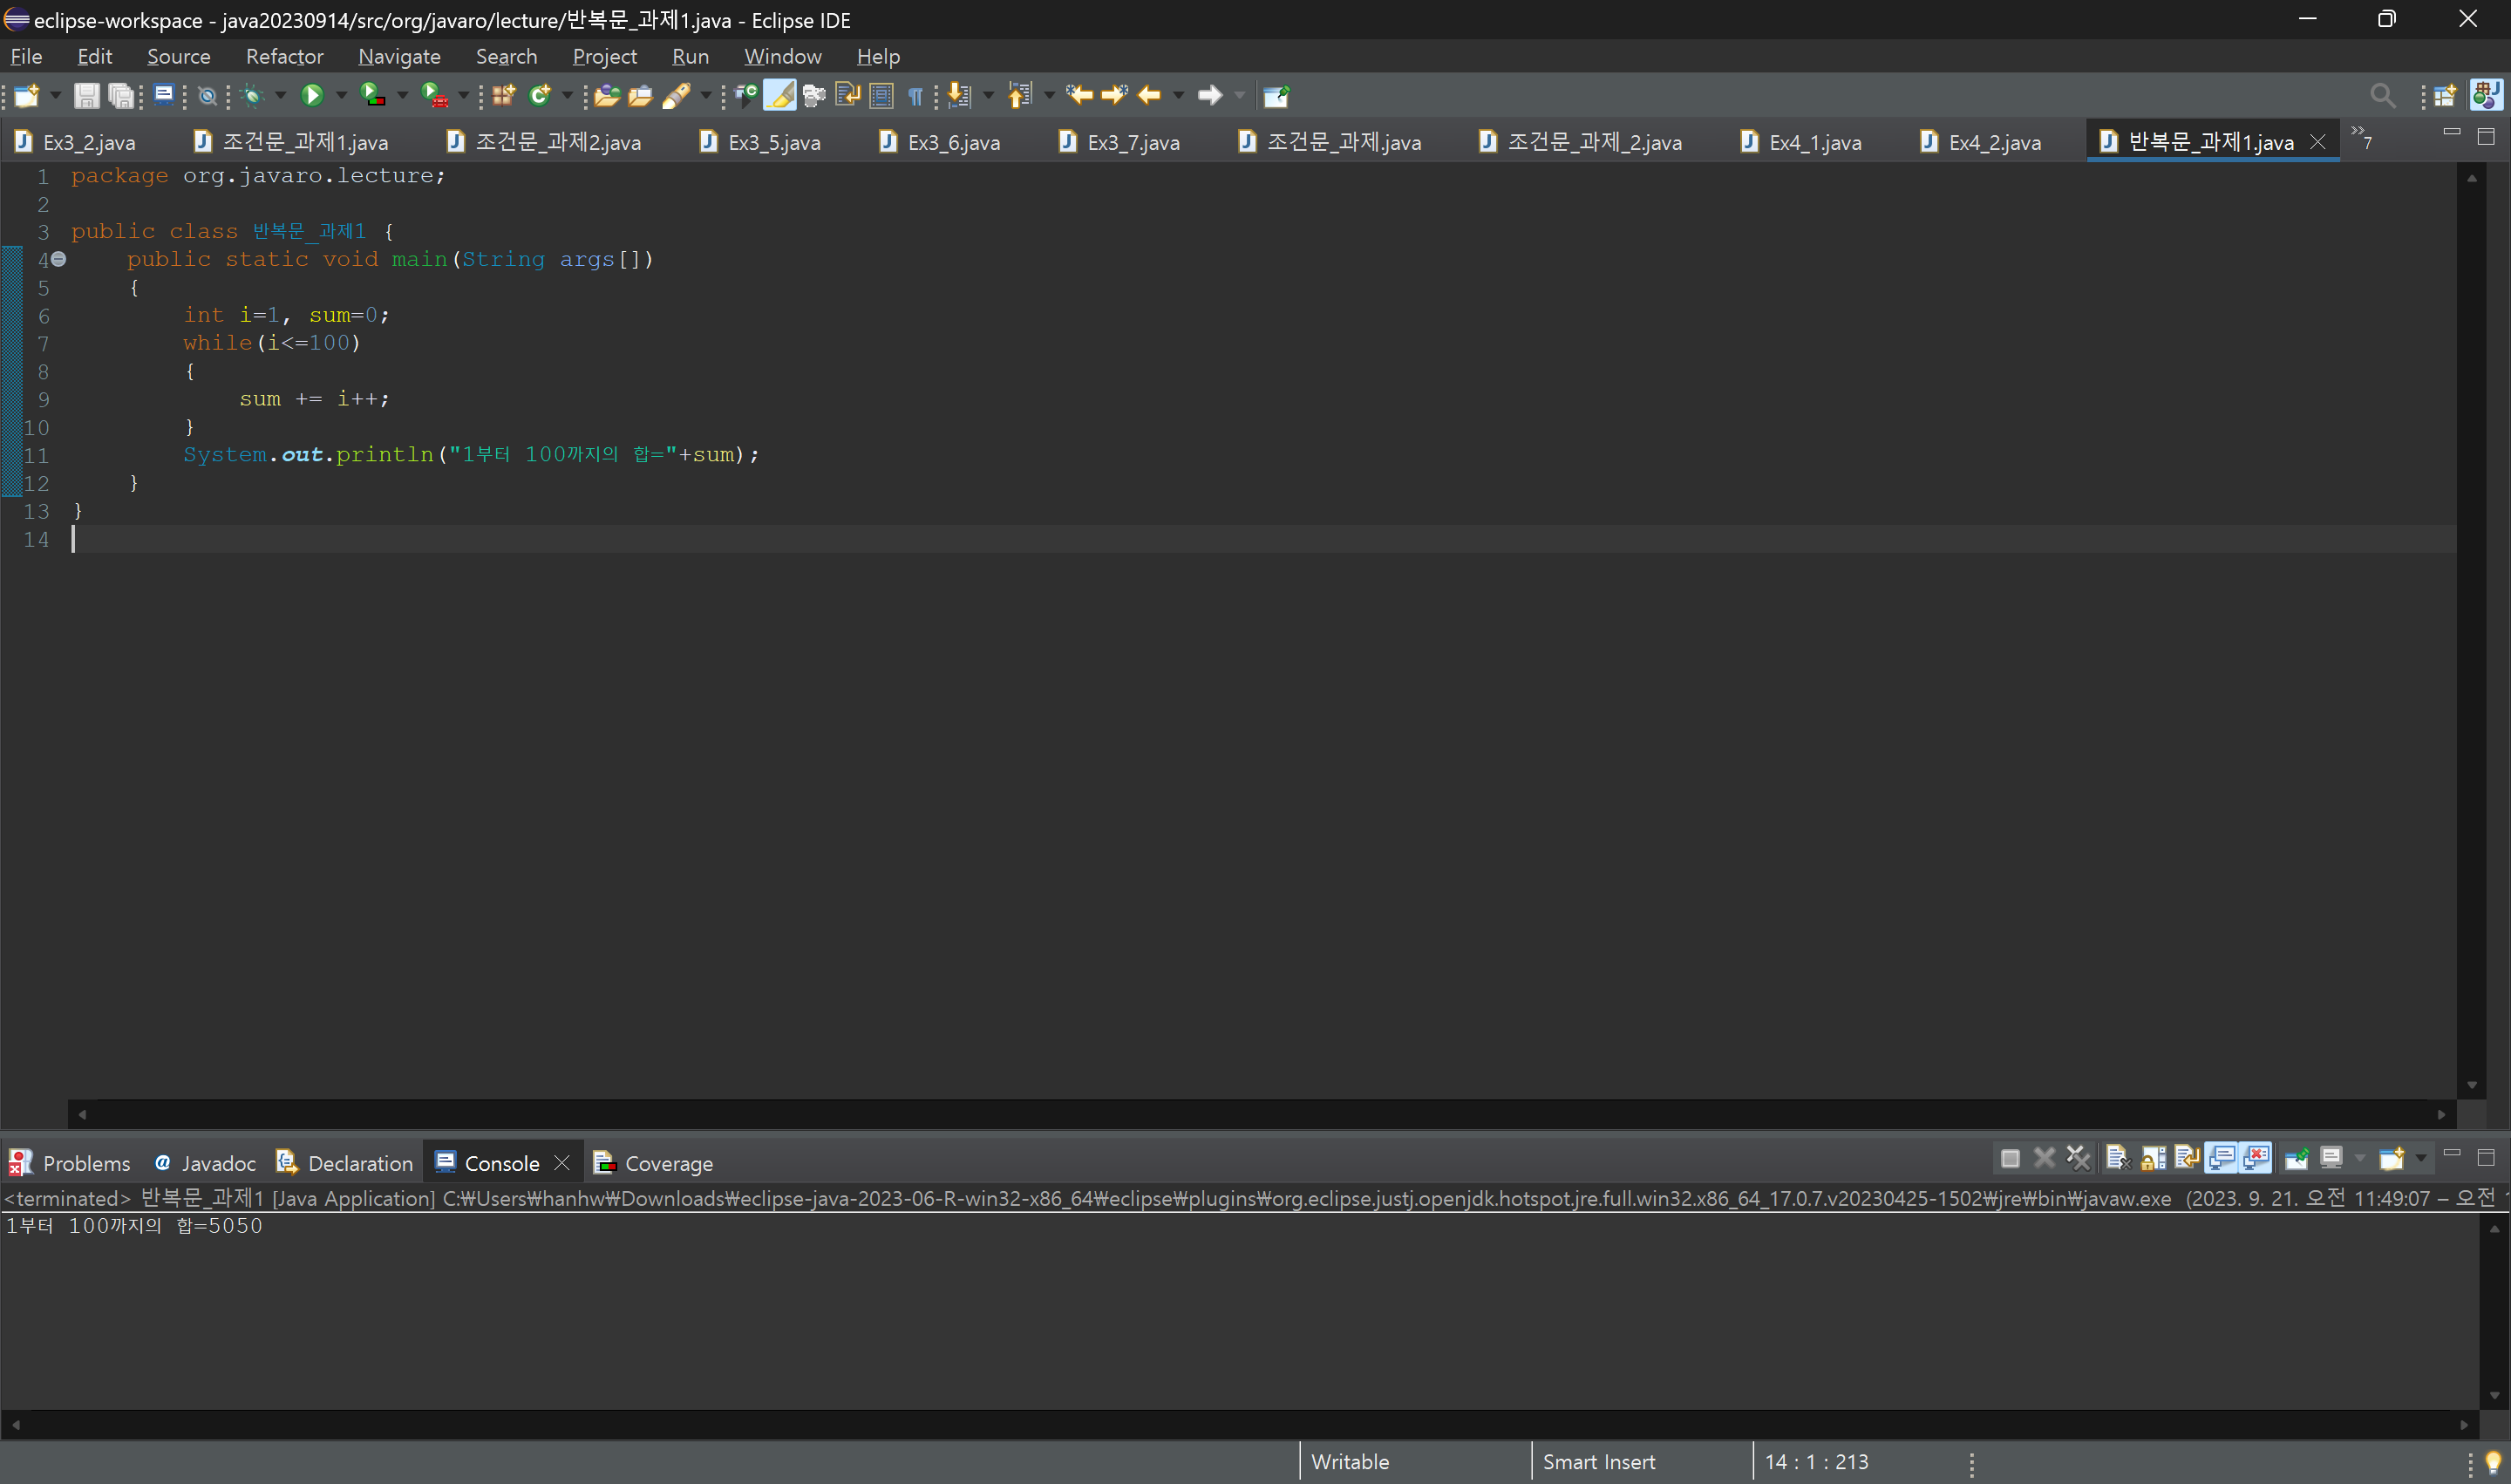 eclipse-workspace - java20230914/src/org/javaro/lecture/반복문_과제1.java - Eclipse IDE
File Edit Source Refactor Navigate Search Project Run Window Help
Ex3_2.java 조건문_과제1.java 조건문_과제2.java Ex3_5.java Ex3_6.java Ex3_7.java 조건문_과제.java 조건문_과제_2.java Ex4_1.java Ex4_2.java 반복문_과제1.java »7
1 package org.javaro.lecture;
2
3 public class 반복문_과제1 {
4 public static void main(String args[])
5 {
6 int i=1, sum=0;
7 while(i<=100)
8 {
9 sum += i++;
10 }
11 System.out.println("1부터 100까지의 합="+sum);
12 }
13 }
14
Problems Javadoc Declaration Console Coverage
<terminated> 반복문_과제1 [Java Application] C:₩Users₩hanhw₩Downloads₩eclipse-java-2023-06-R-win32-x86_64₩eclipse₩plugins₩org.eclipse.justj.openjdk.hotspot.jre.full.win32.x86_64_17.0.7.v20230425-1502₩jre₩bin₩javaw.exe (2023. 9. 21. 오전 11:49:07 – 오전
1부터 100까지의 합=5050
Writable Smart Insert 14 : 1 : 213